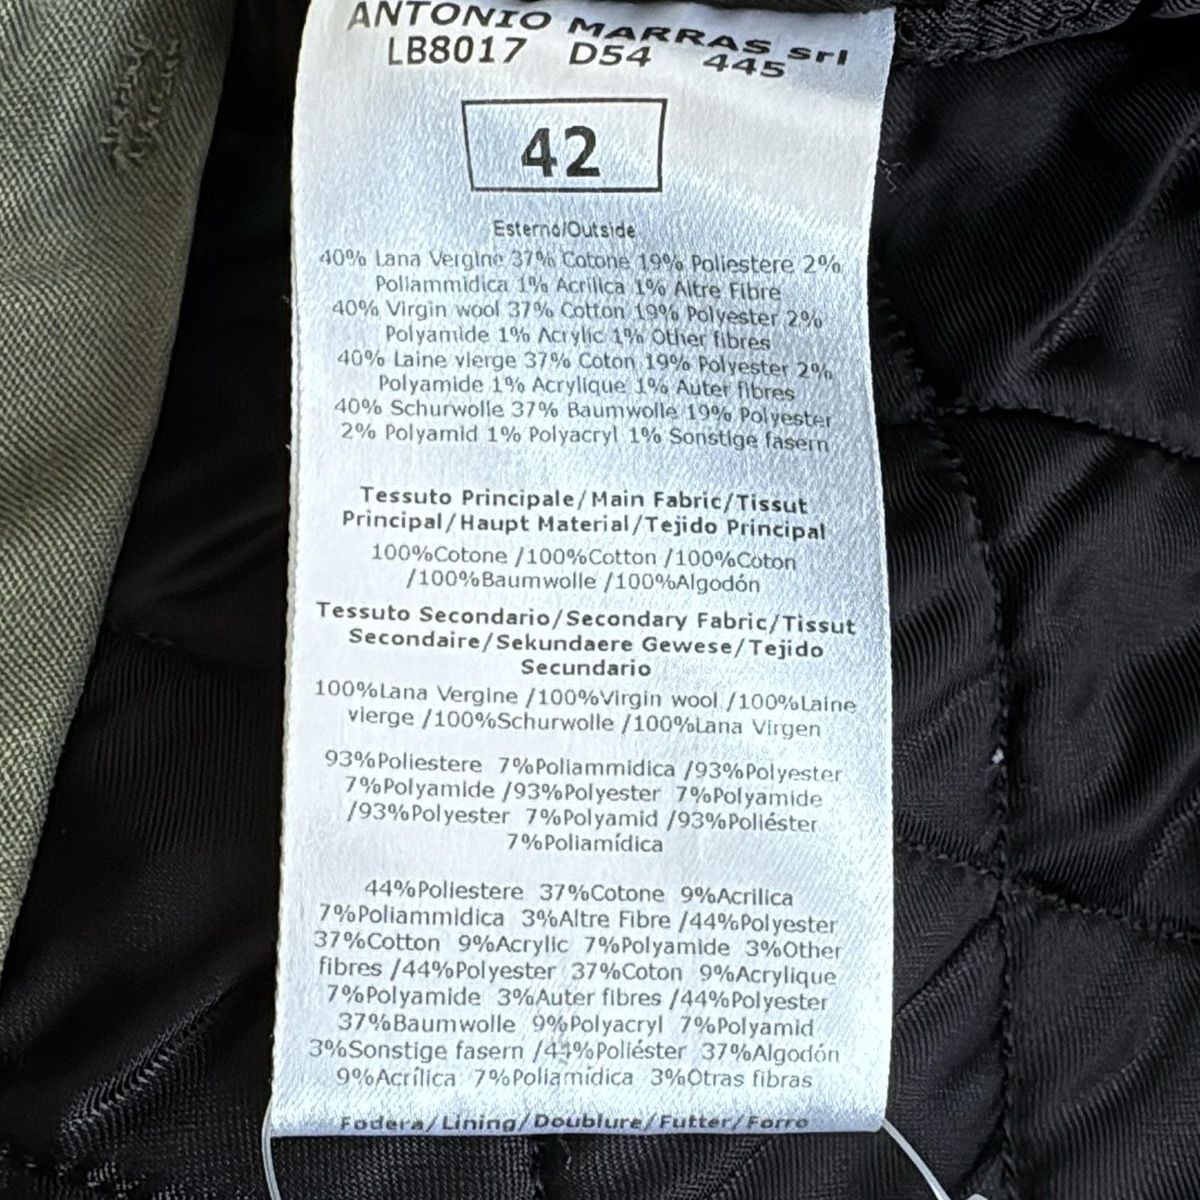 ANTONIO MARRAS srl
LB8017 D54 445
42
Esterno/Outside
40% Lana Vergine 37% Cotone 19% Poliestere 2%
Poliammidica 1% Acrilica 1% Altre Fibre
40% Virgin wool 37% Cotton 19% Polyester 2%
Polyamide 1% Acrylic 1% Other fibres
40% Laine vierge 37% Coton 19% Polyester 2%
Polyamide 1% Acrylique 1% Auter fibres
40% Schurwolle 37% Baumwolle 19% Polyester
2% Polyamid 1% Polyacryl 1% Sonstige fasern
Tessuto Principale/Main Fabric/Tissut
Principal/Haupt Material/Tejido Principal
100%Cotone /100%Cotton /100%Coton
/100%Baumwolle /100%Algodón
Tessuto Secondario/Secondary Fabric/Tissut
Secondaire/Sekundaere Gewese/Tejido
Secundario
100%Lana Vergine /100%Virgin wool /100%Laine
vierge /100%Schurwolle /100%Lana Virgen
93%Poliestere 7%Poliammidica /93%Polyester
7%Polyamide /93%Polyester 7%Polyamide
/93%Polyester 7%Polyamid /93%Poliéster
7%Poliamídica
44%Poliestere 37%Cotone 9%Acrilica
7%Poliammidica 3%Altre Fibre /44%Polyester
37%Cotton 9%Acrylic 7%Polyamide 3%Other
fibres /44%Polyester 37%Coton 9%Acrylique
7%Polyamide 3%Auter fibres /44%Polyester
37%Baumwolle 9%Polyacryl 7%Polyamid
3%Sonstige fasern /44%Poliéster 37%Algodón
9%Acrílica 7%Poliamídica 3%Otras fibras
Fodera/Lining/Doublure/Futter/Forro